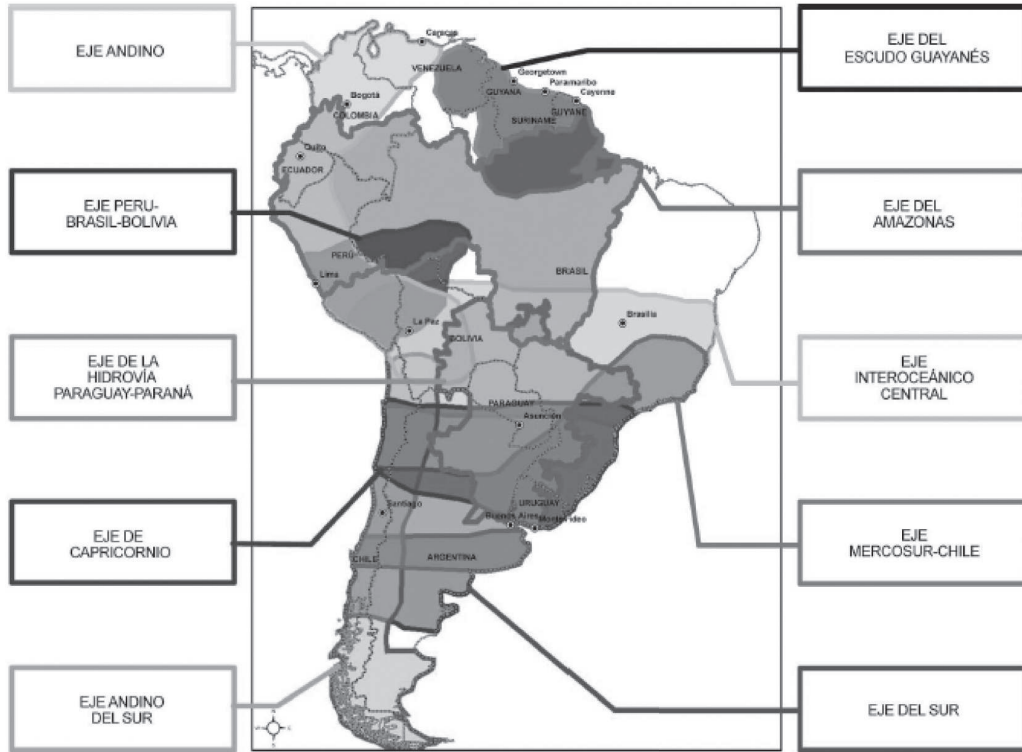 EJE ANDINO
EJE PERU-
BRASIL-BOLIVIA
EJE DE LA
HIDROVÍA
PARAGUAY-PARANÁ
EJE DE
CAPRICORNIO
EJE ANDINO
DEL SUR
Caracas
VENEZUELA
Georgetown
Paramaribo
GUYANA
Cayenne
Bogotá
COLOMBIA
GUYANE
SURINAME
Quito
ECUADOR
PERÚ
BRASIL
Lima
Brasilia
La Paz
BOLIVIA
PARAGUAY
Asunción
Santiago
URUGUAY
Buenos Aires
Montevideo
CHILE
ARGENTINA
N
S
EJE DEL
ESCUDO GUAYANÉS
EJE DEL
AMAZONAS
EJE
INTEROCEÁNICO
CENTRAL
EJE
MERCOSUR-CHILE
EJE DEL SUR